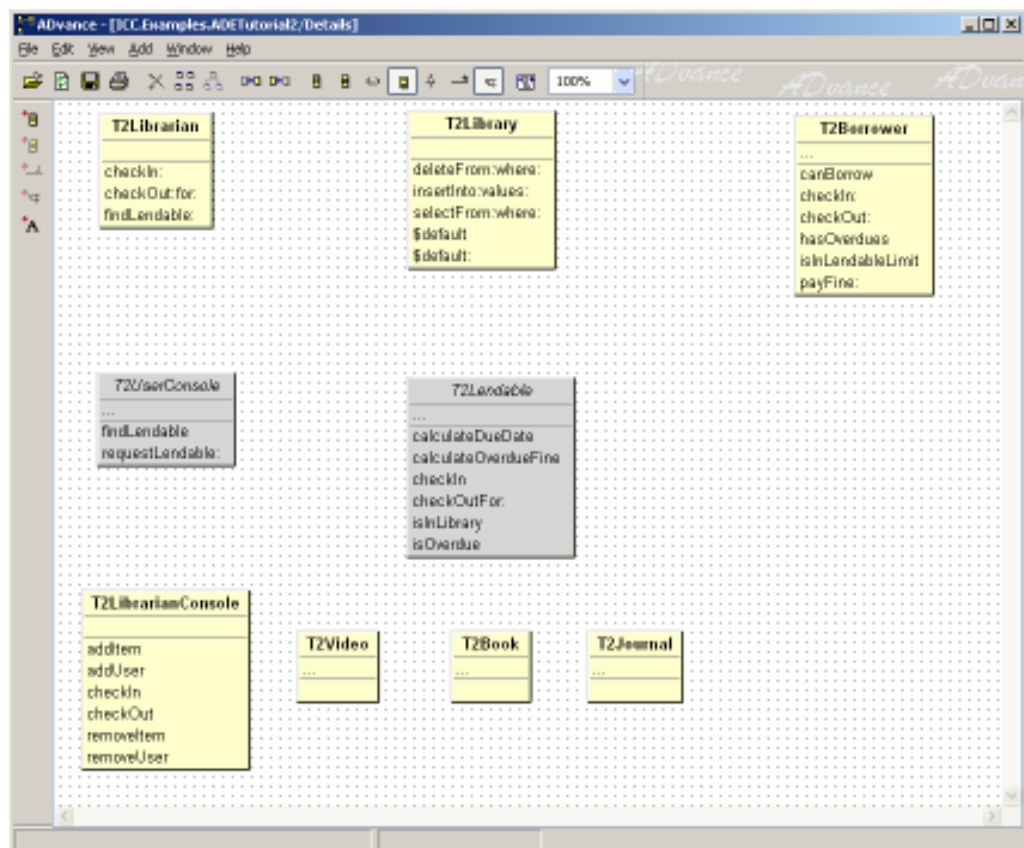 ADvance - [ICC.Examples.ADETutorial2/Details]
File Edit View Add Window Help
100%
ADvance
ADvance
ADvan
T2Librarian
checkIn:
checkOut:for:
findLendable:
T2Library
deleteFrom:where:
insertInto:values:
selectFrom:where:
$default
$default:
T2Borrower
...
canBorrow
checkIn:
checkOut:
hasOverdues
isInLendableLimit
payFine:
T2UserConsole
...
findLendable
requestLendable:
T2Lendable
...
calculateDueDate
calculateOverdueFine
checkIn
checkOutFor:
isInLibrary
isOverdue
T2LibrarianConsole
addItem
addUser
checkIn
checkOut
removeItem
removeUser
T2Video
...
T2Book
...
T2Journal
...